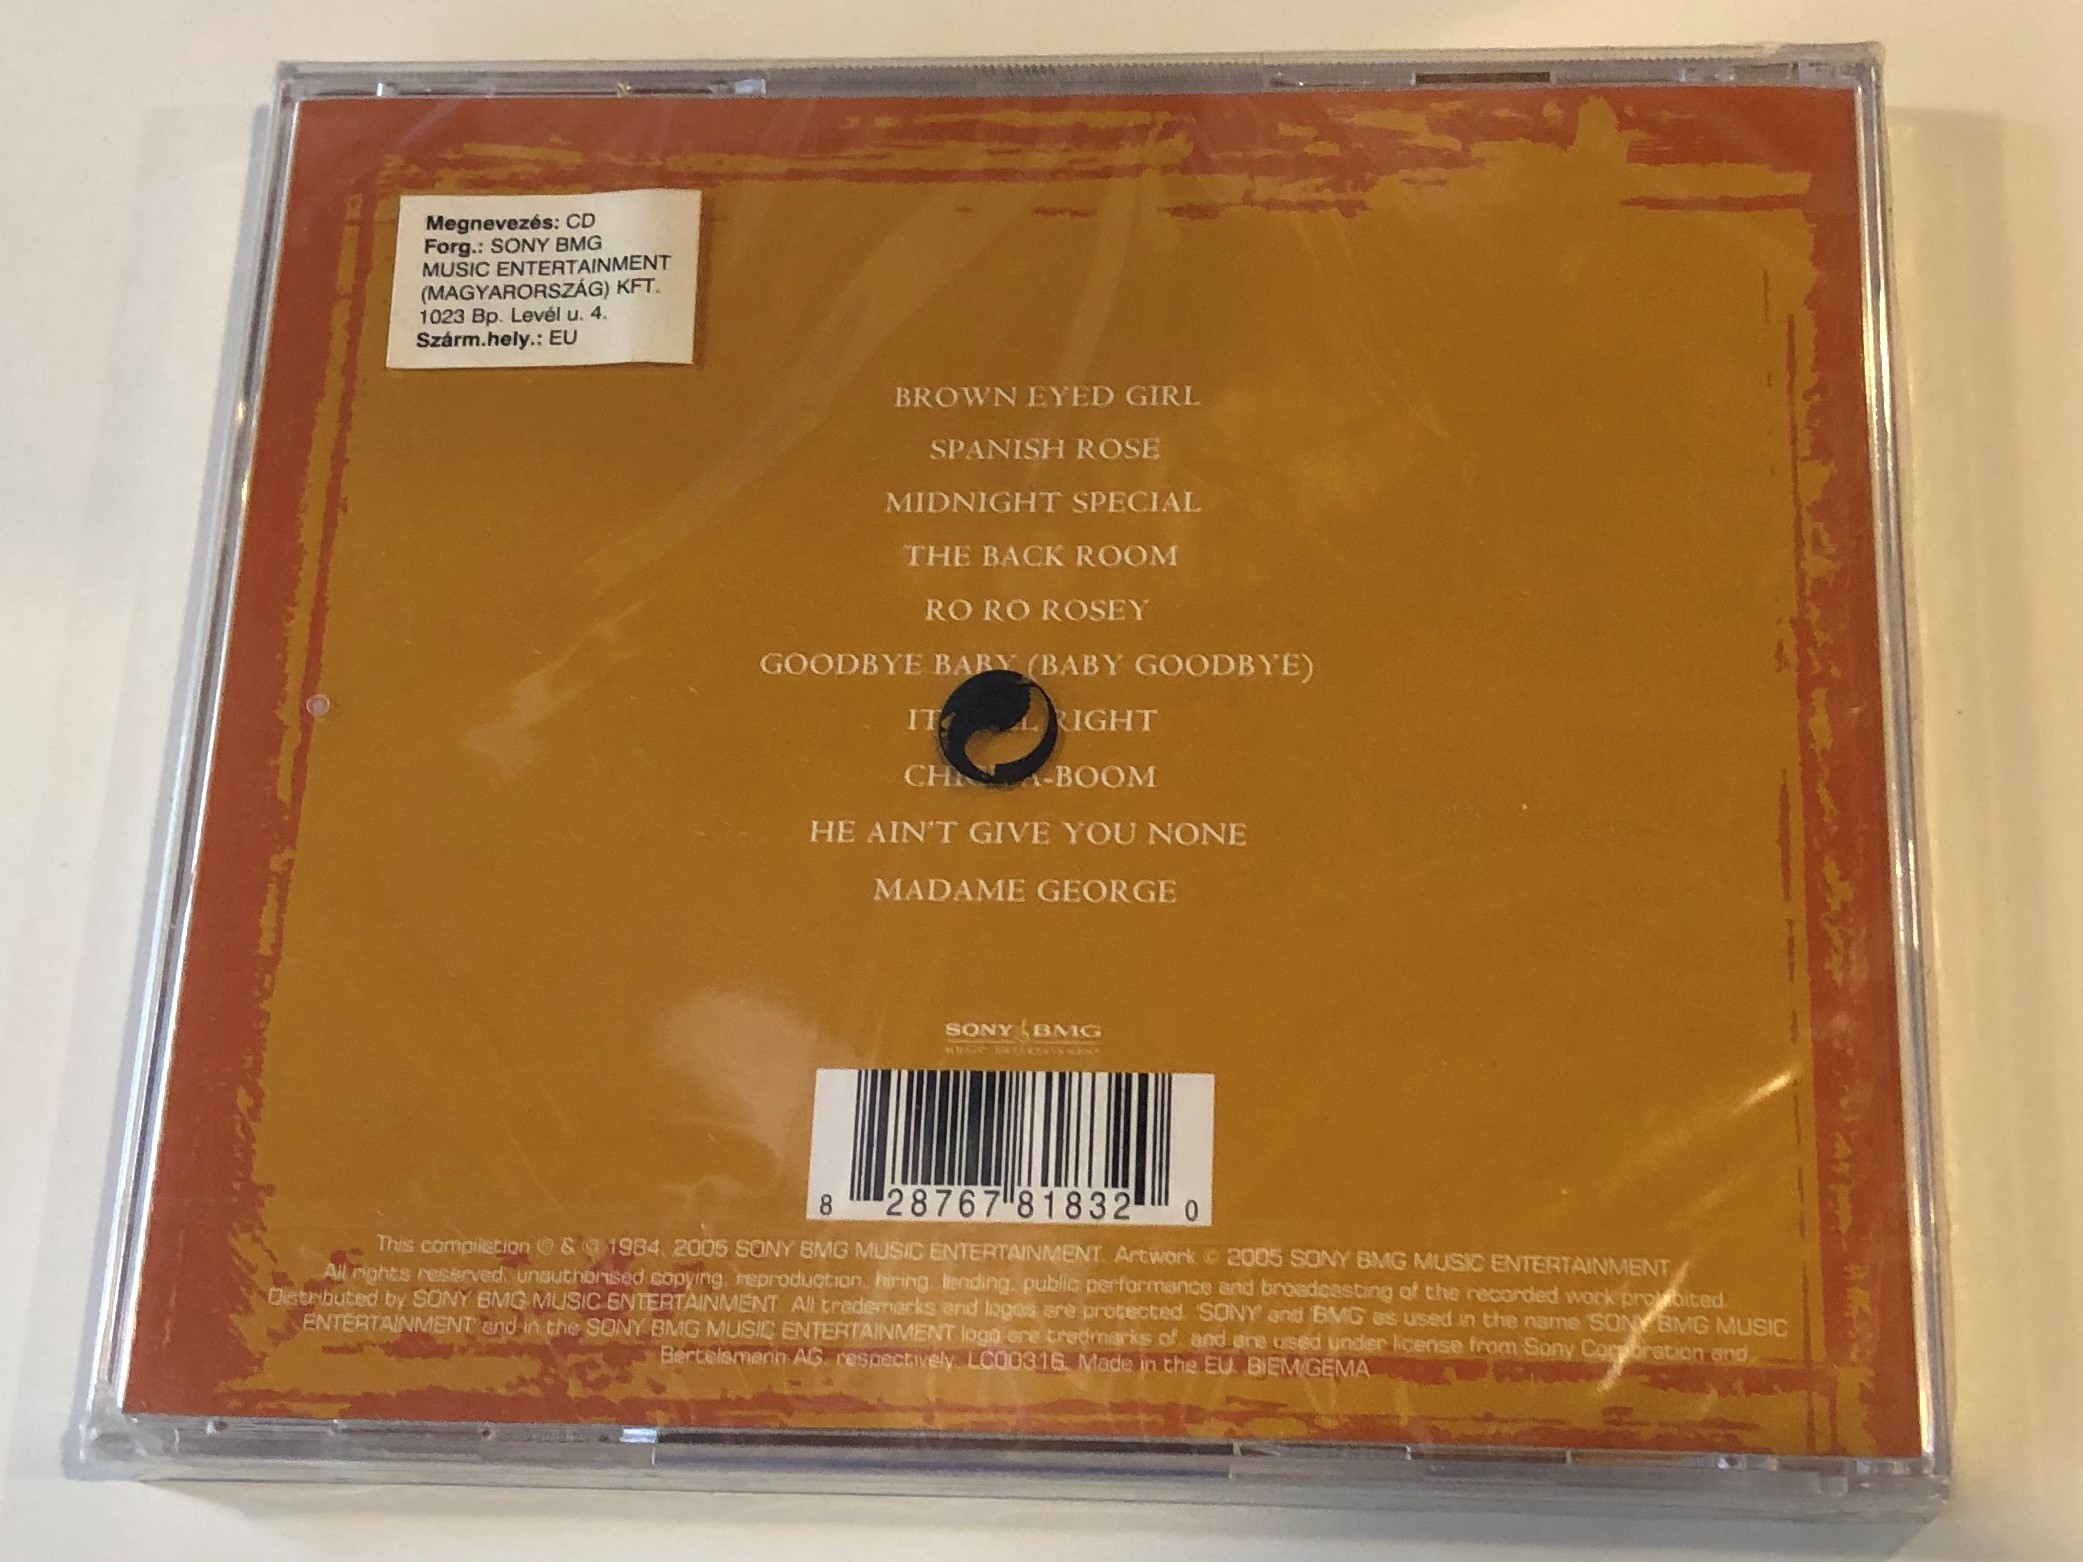 Megnevezés: CD
Forg.: SONY BMG
MUSIC ENTERTAINMENT
(MAGYARORSZÁG) KFT.
1023 Bp. Levél u. 4.
Szárm.hely.: EU
BROWN EYED GIRL
SPANISH ROSE
MIDNIGHT SPECIAL
THE BACK ROOM
RO RO ROSEY
GOODBYE BABY (BABY GOODBYE)
RIGHT
-BOOM
HE AIN'T GIVE YOU NONE
MADAME GEORGE
SONY BMG
MUSIC ENTERTAINMENT
8 28767 81832 0
This compilation ℗ & © 1984, 2005 SONY BMG MUSIC ENTERTAINMENT. Artwork © 2005 SONY BMG MUSIC ENTERTAINMENT.
All rights reserved, unauthorised copying, reproduction, hiring, lending, public performance and broadcasting of the recorded work prohibited.
Distributed by SONY BMG MUSIC ENTERTAINMENT. All trademarks and logos are protected. 'SONY' and 'BMG' as used in the name 'SONY BMG MUSIC
ENTERTAINMENT' and in the SONY BMG MUSIC ENTERTAINMENT logo are tradmarks of, and are used under license from Sony Corporation and
Bertelsmann AG, respectively. LC00316. Made in the EU. BIEM/GEMA